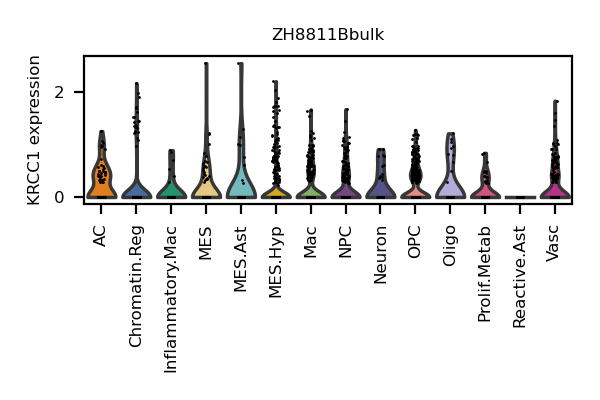 ZH8811Bbulk
KRCC1 expression
2
0
AC
Chromatin.Reg
Inflammatory.Mac
MES
MES.Ast
MES.Hyp
Mac
NPC
Neuron
OPC
Oligo
Prolif.Metab
Reactive.Ast
Vasc